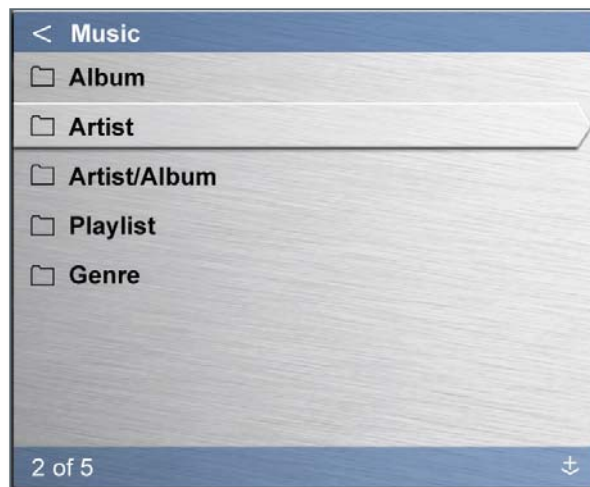 < Music
Album
Artist
Artist/Album
Playlist
Genre
2 of 5